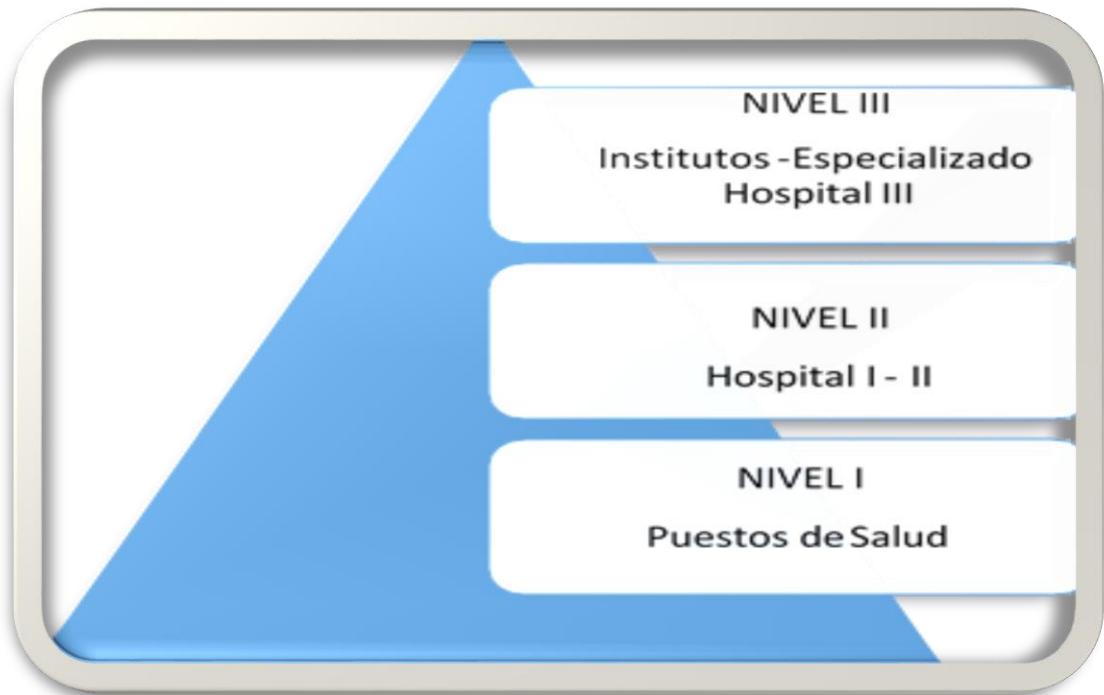 NIVEL III
Institutos -Especializado
Hospital III
NIVEL II
Hospital I - II
NIVEL I
Puestos de Salud